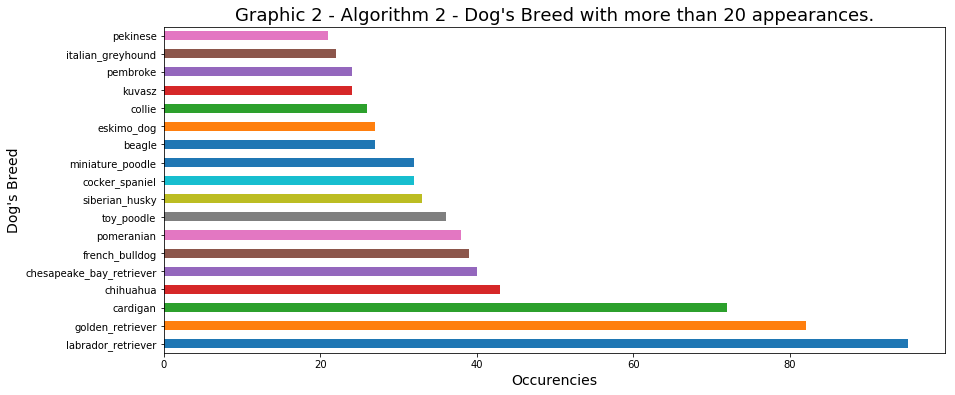 Graphic 2 - Algorithm 2 - Dog's Breed with more than 20 appearances.
Dog's Breed
pekinese
italian_greyhound
pembroke
kuvasz
collie
eskimo_dog
beagle
miniature_poodle
cocker_spaniel
siberian_husky
toy_poodle
pomeranian
french_bulldog
chesapeake_bay_retriever
chihuahua
cardigan
golden_retriever
labrador_retriever
0 20 40 60 80
Occurencies